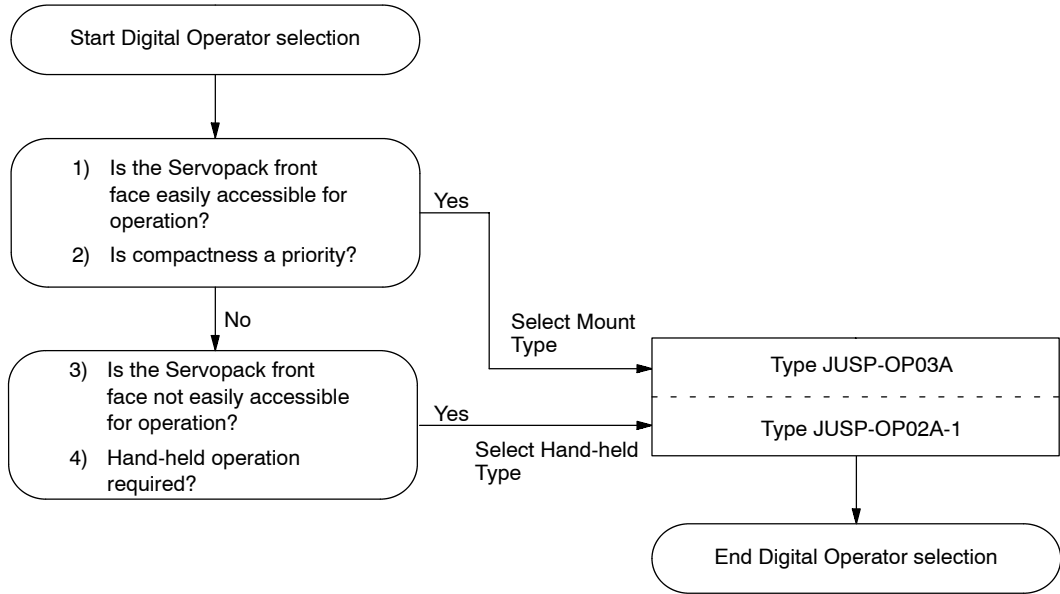 Start Digital Operator selection
1) Is the Servopack front
face easily accessible for
operation?
2) Is compactness a priority?
Yes
No
Select Mount
Type
3) Is the Servopack front
face not easily accessible
for operation?
4) Hand-held operation
required?
Yes
Select Hand-held
Type
Type JUSP-OP03A
Type JUSP-OP02A-1
End Digital Operator selection